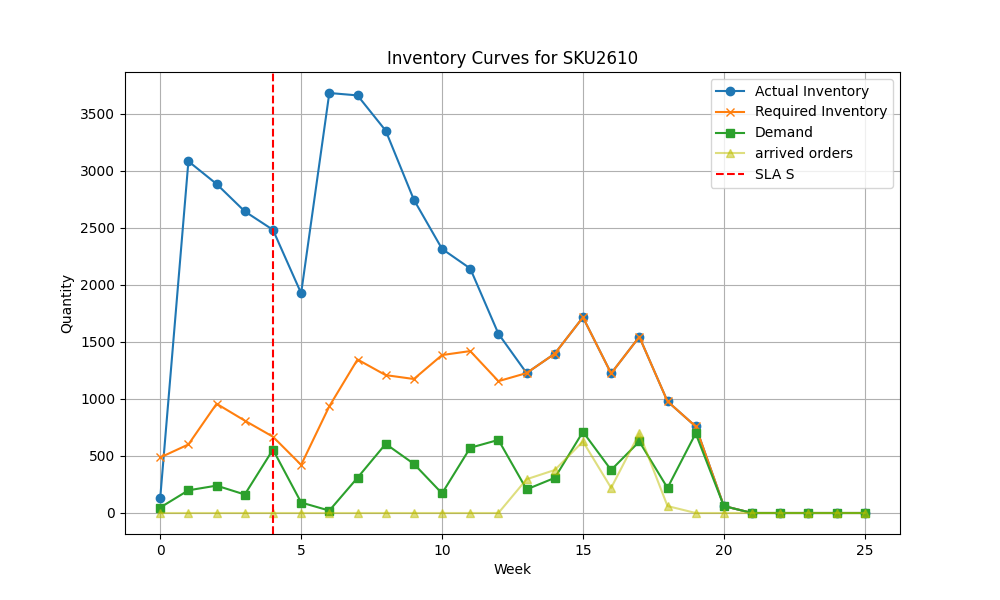 Inventory Curves for SKU2610
Actual Inventory
Required Inventory
Demand
arrived orders
SLA S
Quantity
3500
3000
2500
2000
1500
1000
500
0
0 5 10 15 20 25
Week